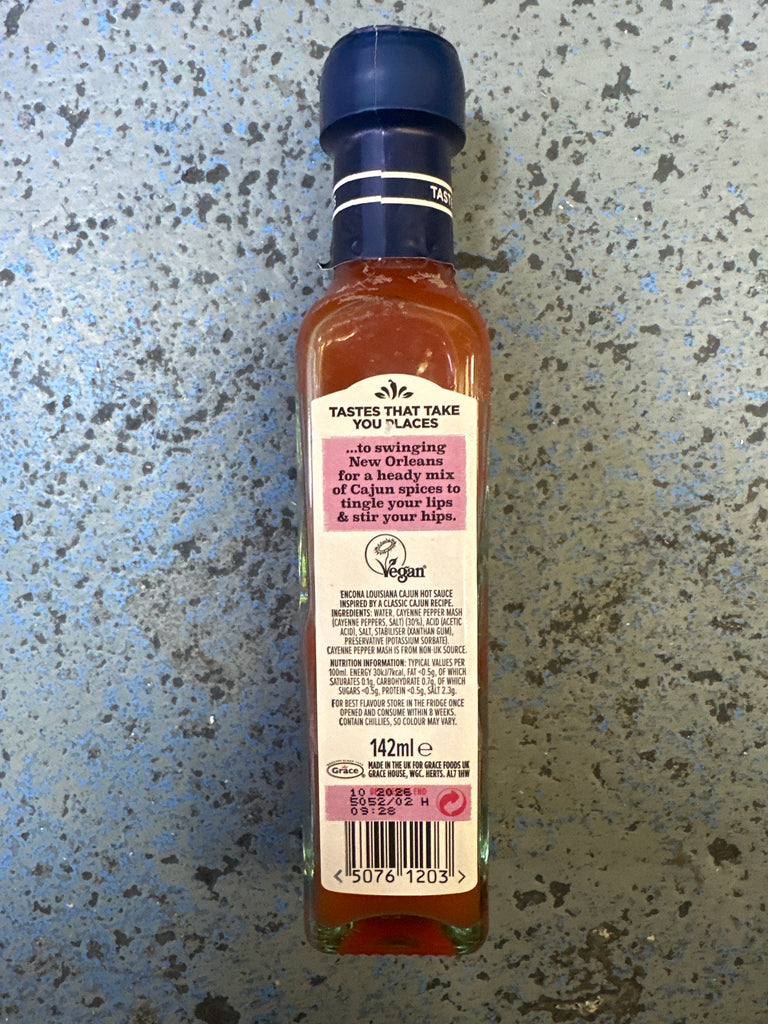 TAST
TASTES THAT TAKE
YOU PLACES
...to swinging
New Orleans
for a heady mix
of Cajun spices to
tingle your lips
& stir your hips.
Vegan
ENCONA LOUISIANA CAJUN HOT SAUCE
INSPIRED BY A CLASSIC CAJUN RECIPE.
INGREDIENTS: WATER, CAYENNE PEPPER MASH
(CAYENNE PEPPERS, SALT) (30%), ACID (ACETIC
ACID), SALT, STABILISER (XANTHAN GUM),
PRESERVATIVE (POTASSIUM SORBATE).
CAYENNE PEPPER MASH IS FROM NON-UK SOURCE.
NUTRITION INFORMATION: TYPICAL VALUES PER
100ml. ENERGY 30kJ/7kcal, FAT <0.5g, OF WHICH
SATURATES 0.1g, CARBOHYDRATE 0.7g, OF WHICH
SUGARS <0.5g, PROTEIN <0.5g, SALT 2.3g.
FOR BEST FLAVOUR STORE IN THE FRIDGE ONCE
OPENED AND CONSUME WITHIN 8 WEEKS.
CONTAIN CHILLIES, SO COLOUR MAY VARY.
142ml ℮
Grace
MADE IN THE UK FOR GRACE FOODS UK
GRACE HOUSE, WGC. HERTS. AL7 1HW
END
10 2026
5052/02 H
09:28
<5076 1203>